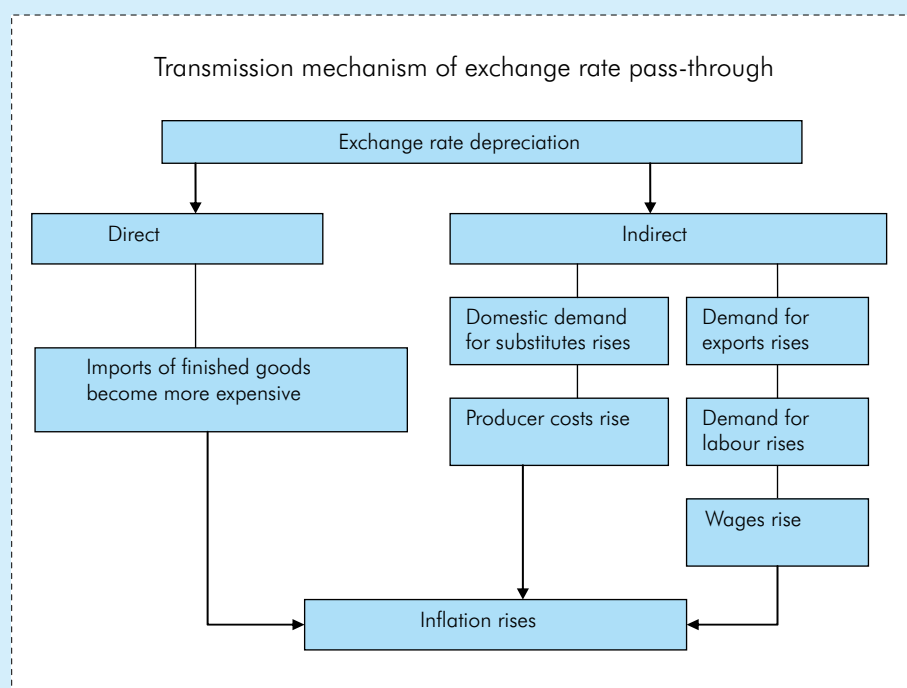 Transmission mechanism of exchange rate pass-through
Exchange rate depreciation
Direct
Indirect
Imports of finished goods
become more expensive
Domestic demand
for substitutes rises
Producer costs rise
Demand for
exports rises
Demand for
labour rises
Wages rise
Inflation rises